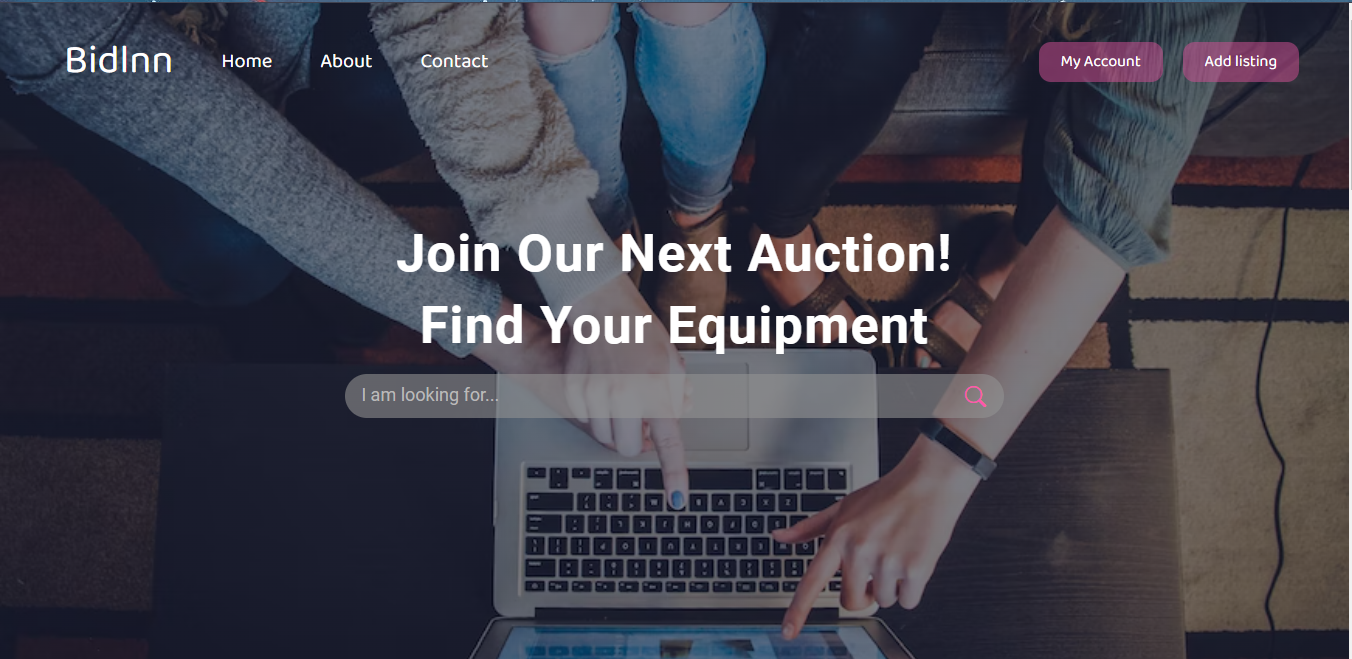 BidInn
Home
About
Contact
My Account
Add listing
Join Our Next Auction!
Find Your Equipment
I am looking for...